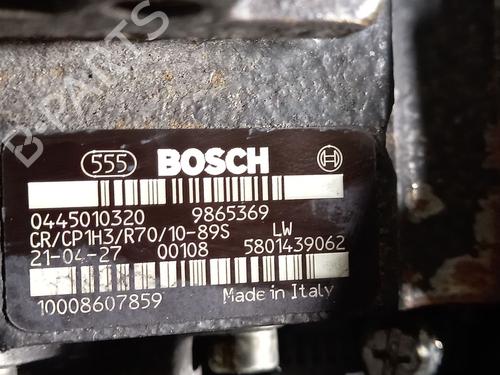 B-PARTS
555 BOSCH
0445010320 9865369
CR/CP1H3/R70/10-89S LW
21-04-27 00108 5801439062
10008607859 Made in Italy